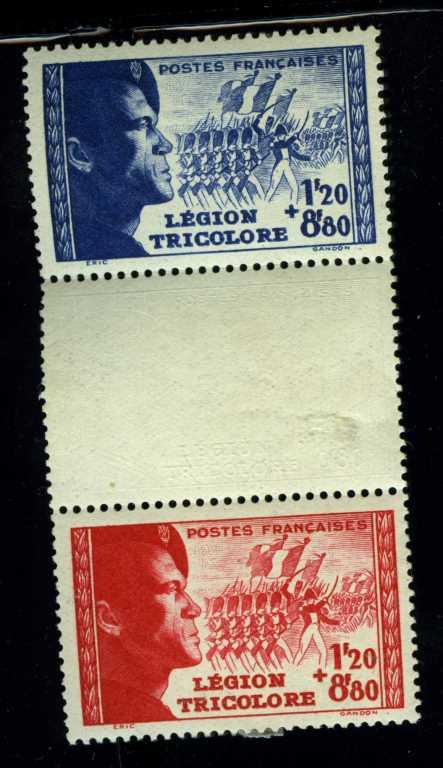 POSTES FRANÇAISES
1F20
+ 8F80
LÉGION
TRICOLORE
ERIC
GANDON
POSTES FRANÇAISES
1F20
+ 8F80
LÉGION
TRICOLORE
ERIC
GANDON